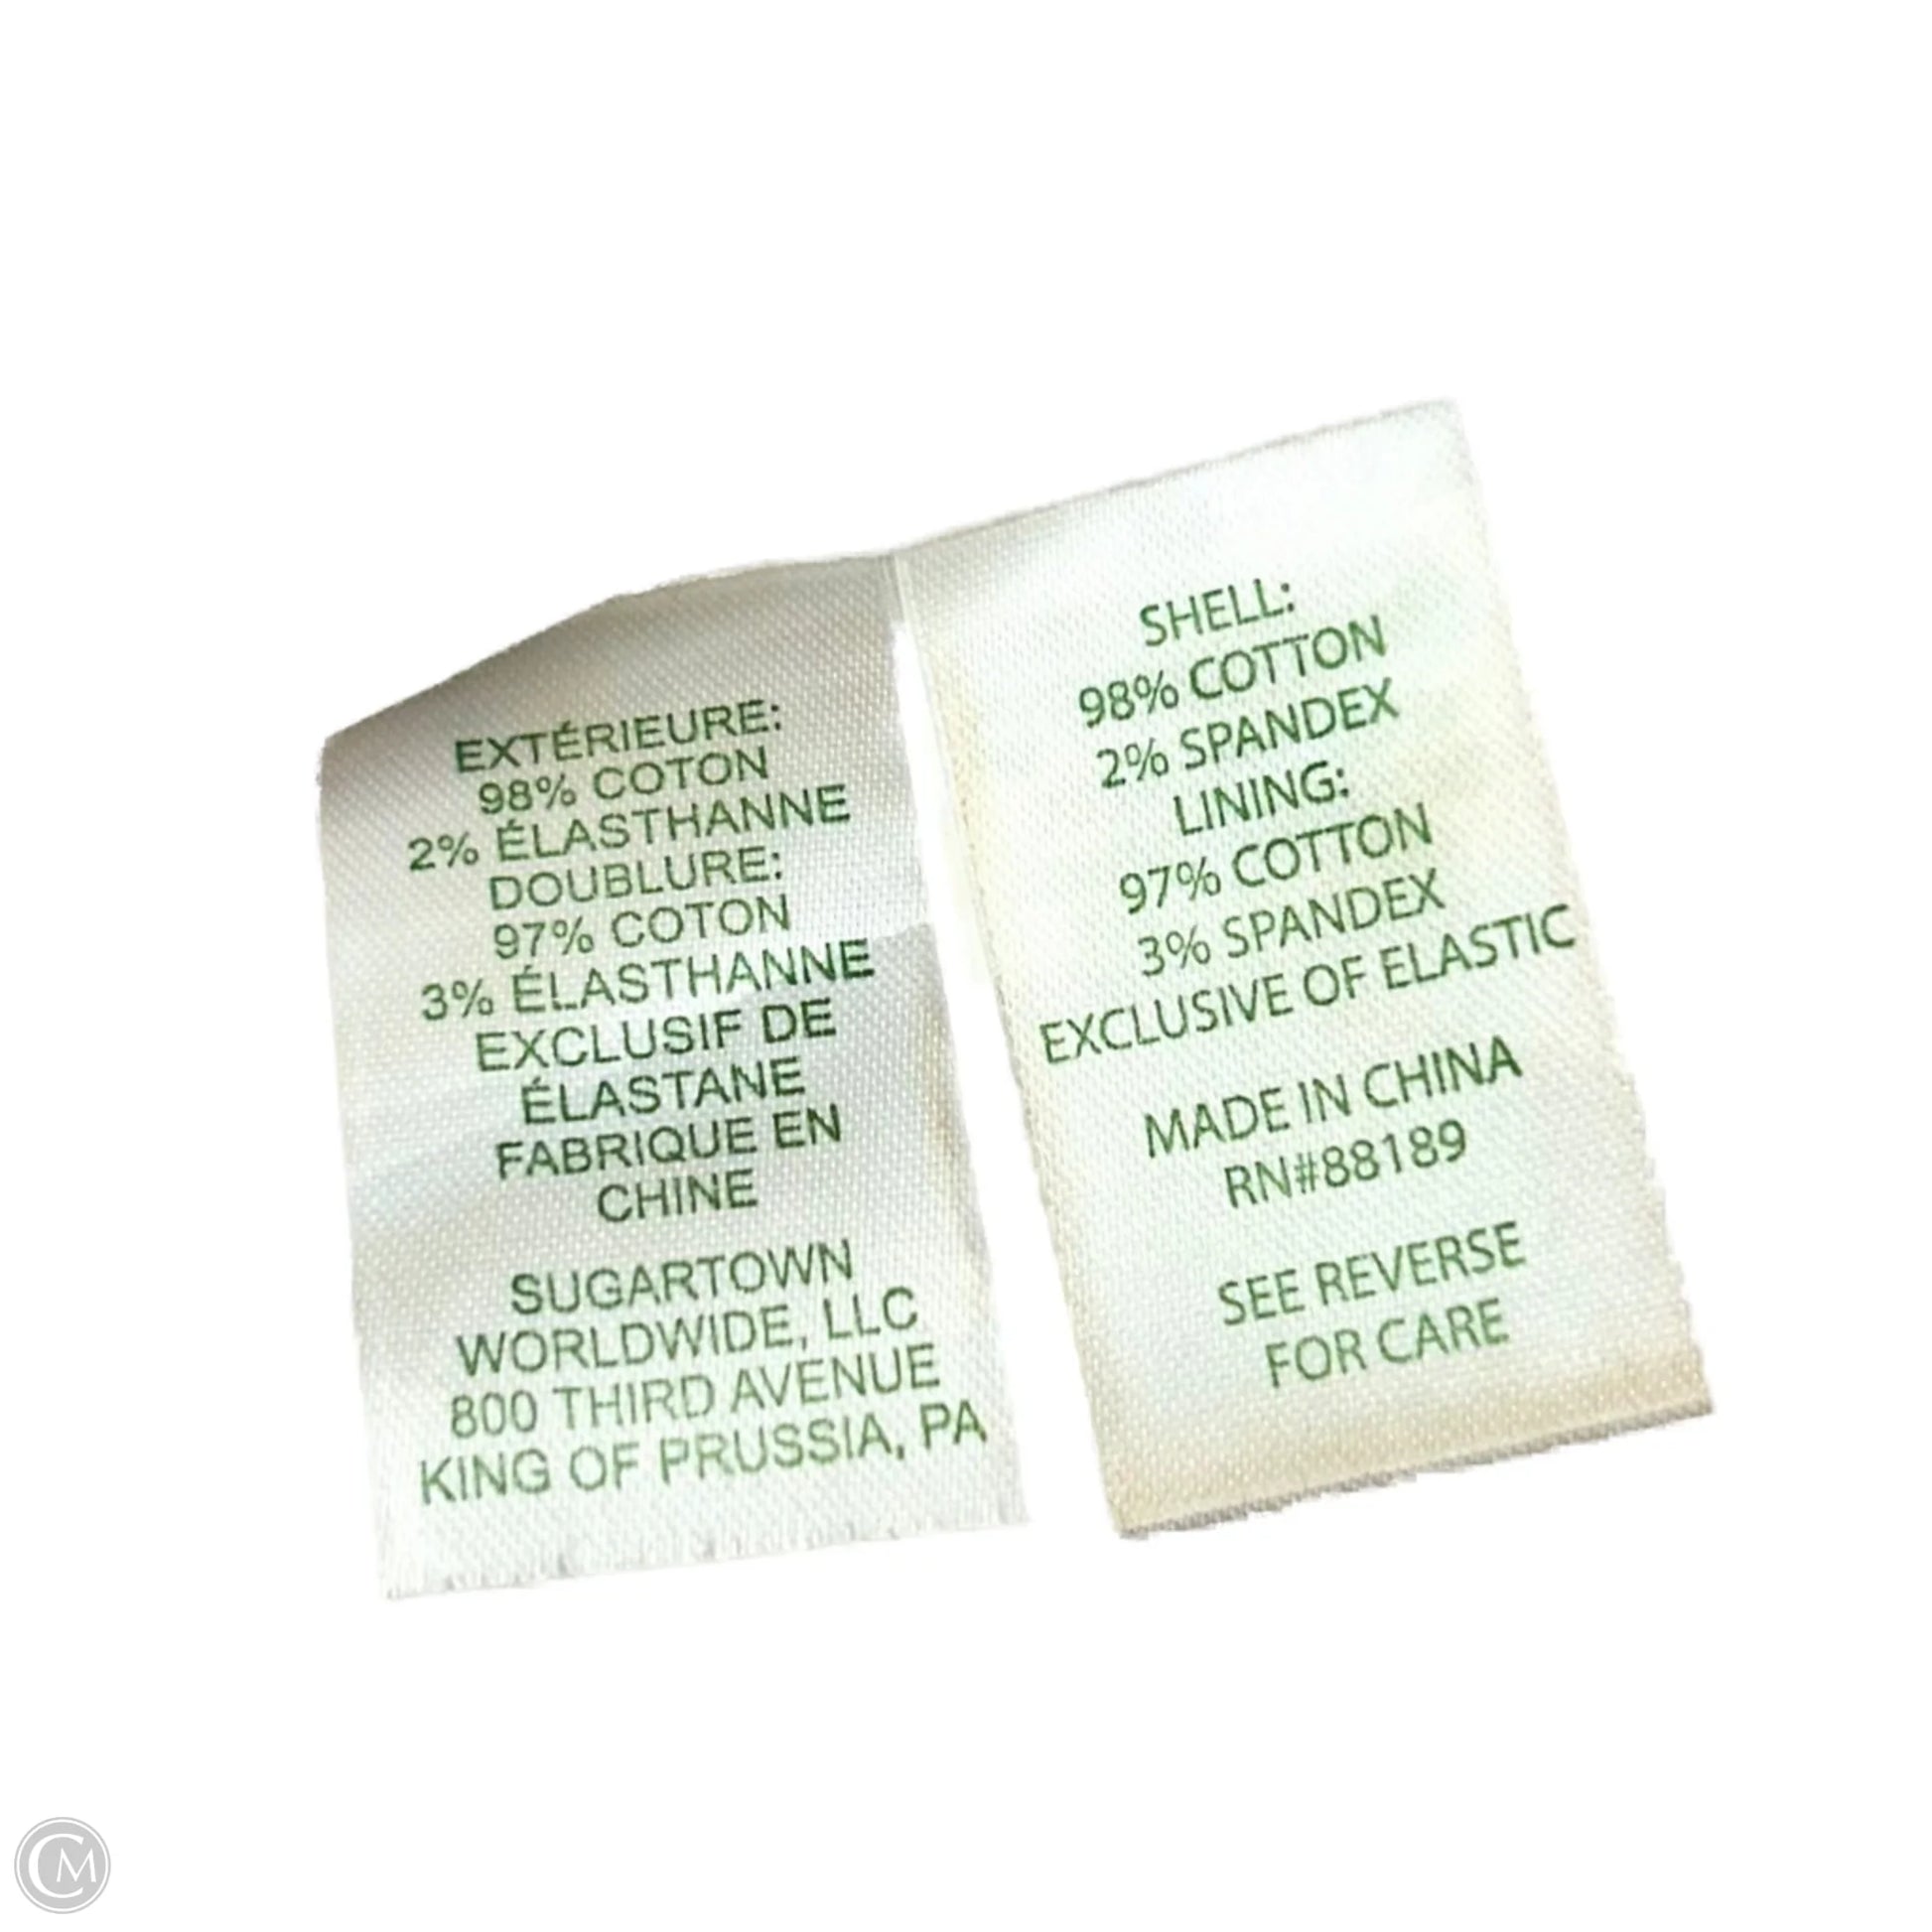 EXTÉRIEURE:
98% COTON
2% ÉLASTHANNE
DOUBLURE:
97% COTON
3% ÉLASTHANNE
EXCLUSIF DE
ÉLASTANE
FABRIQUE EN
CHINE
SUGARTOWN
WORLDWIDE, LLC
800 THIRD AVENUE
KING OF PRUSSIA, PA
SHELL:
98% COTTON
2% SPANDEX
LINING:
97% COTTON
3% SPANDEX
EXCLUSIVE OF ELASTIC
MADE IN CHINA
RN#88189
SEE REVERSE
FOR CARE
CM